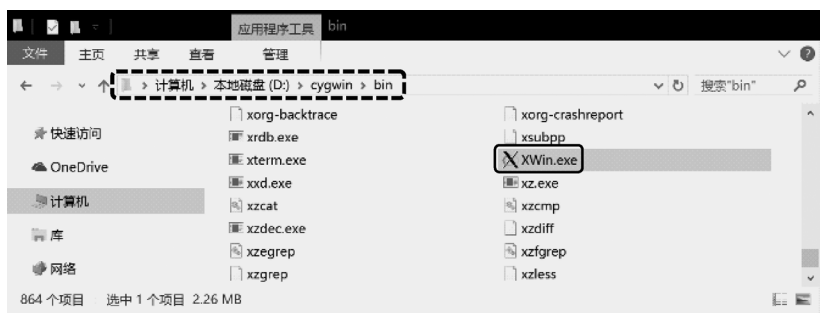 应用程序工具 bin
文件 主页 共享 查看 管理
计算机 > 本地磁盘 (D:) > cygwin > bin 搜索"bin"
快速访问
OneDrive
计算机
库
网络
xorg-backtrace
xrdb.exe
xterm.exe
xxd.exe
xzcat
xzdec.exe
xzegrep
xzgrep
xorg-crashreport
xsubpp
XWin.exe
xz.exe
xzcmp
xzdiff
xzfgrep
xzless
864 个项目 选中 1 个项目 2.26 MB